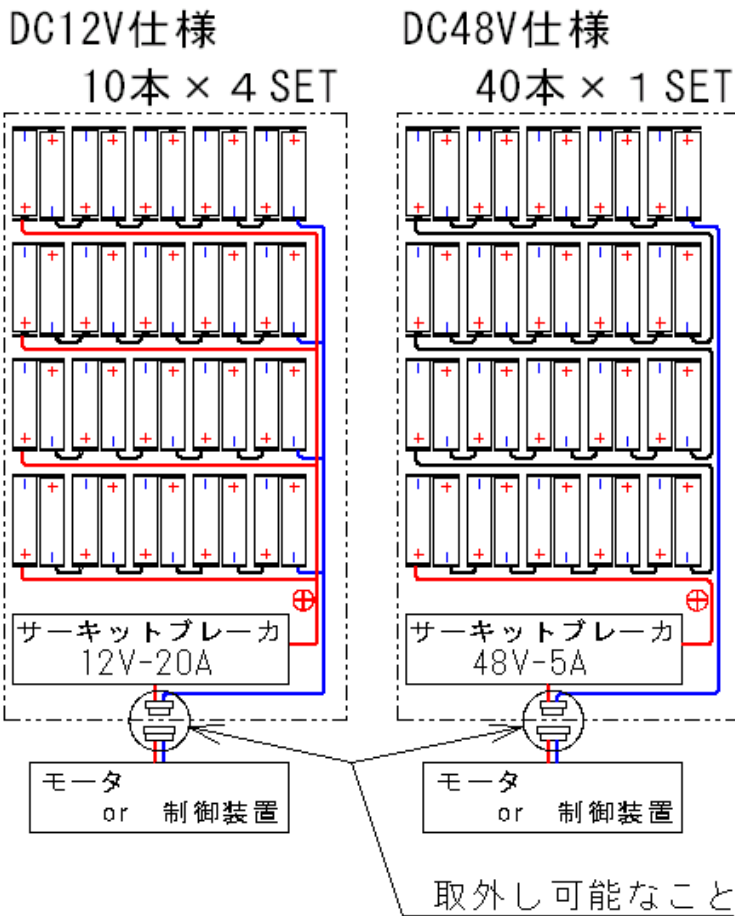 DC12V仕様
10本 × 4 SET
DC48V仕様
40本 × 1 SET
サーキットブレーカ
12V-20A
サーキットブレーカ
48V-5A
モータ
or 制御装置
モータ
or 制御装置
取外し可能なこと